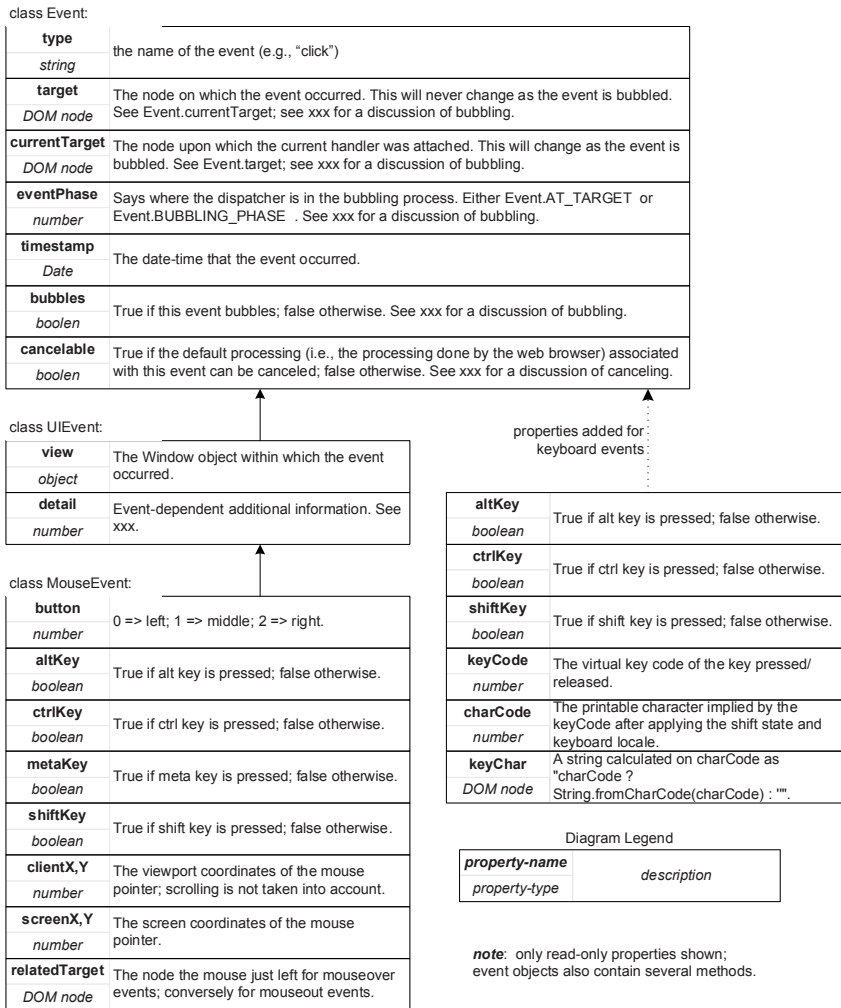 class Event:
type
string
the name of the event (e.g., “click”)
target
DOM node
The node on which the event occurred. This will never change as the event is bubbled.
See Event.currentTarget; see xxx for a discussion of bubbling.
currentTarget
DOM node
The node upon which the current handler was attached. This will change as the event is
bubbled. See Event.target; see xxx for a discussion of bubbling.
eventPhase
number
Says where the dispatcher is in the bubbling process. Either Event.AT_TARGET or
Event.BUBBLING_PHASE . See xxx for a discussion of bubbling.
timestamp
Date
The date-time that the event occurred.
bubbles
boolen
True if this event bubbles; false otherwise. See xxx for a discussion of bubbling.
cancelable
boolen
True if the default processing (i.e., the processing done by the web browser) associated
with this event can be canceled; false otherwise. See xxx for a discussion of canceling.
class UIEvent:
view
object
The Window object within which the event
occurred.
detail
number
Event-dependent additional information. See
xxx.
class MouseEvent:
button
number
0 => left; 1 => middle; 2 => right.
altKey
boolean
True if alt key is pressed; false otherwise.
ctrlKey
boolean
True if ctrl key is pressed; false otherwise.
metaKey
boolean
True if meta key is pressed; false otherwise.
shiftKey
boolean
True if shift key is pressed; false otherwise.
clientX,Y
number
The viewport coordinates of the mouse
pointer; scrolling is not taken into account.
screenX,Y
number
The screen coordinates of the mouse
pointer.
relatedTarget
DOM node
The node the mouse just left for mouseover
events; conversely for mouseout events.
properties added for
keyboard events
altKey
boolean
True if alt key is pressed; false otherwise.
ctrlKey
boolean
True if ctrl key is pressed; false otherwise.
shiftKey
boolean
True if shift key is pressed; false otherwise.
keyCode
number
The virtual key code of the key pressed/
released.
charCode
number
The printable character implied by the
keyCode after applying the shift state and
keyboard locale.
keyChar
DOM node
A string calculated on charCode as
"charCode ?
String.fromCharCode(charCode) : "".
Diagram Legend
property-name
property-type
description
note: only read-only properties shown;
event objects also contain several methods.